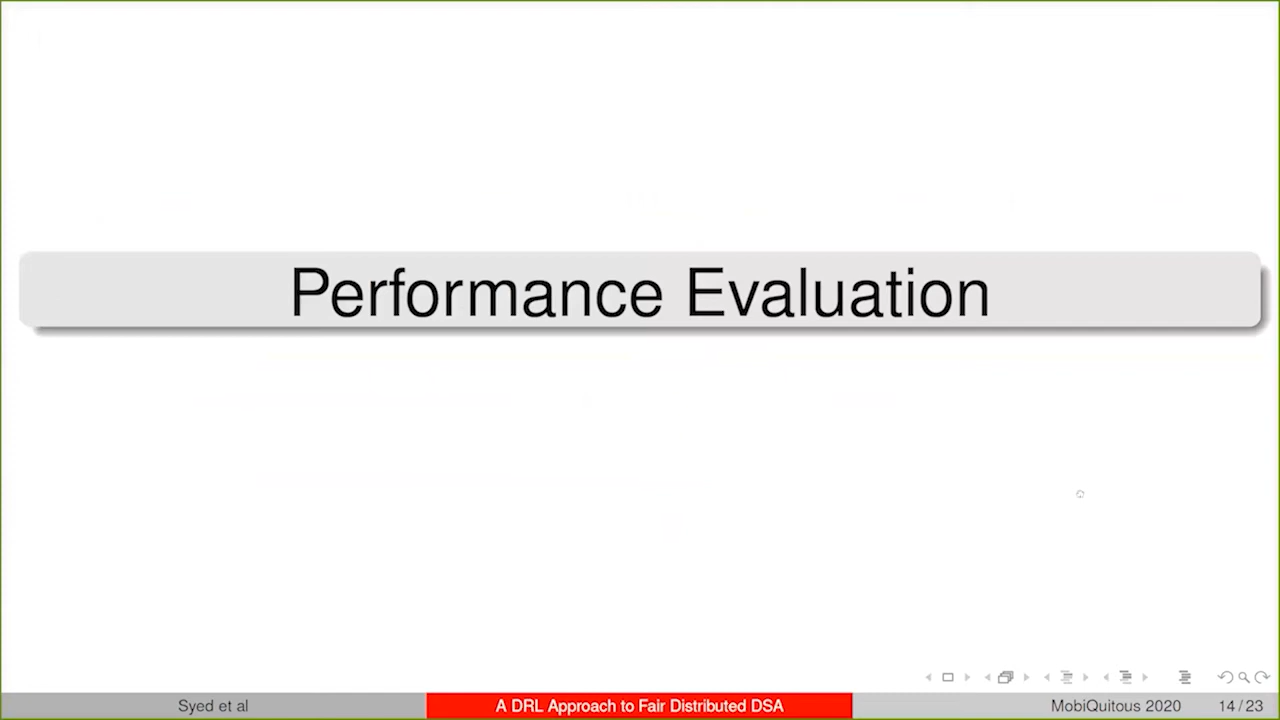 Performance Evaluation
Syed et al
A DRL Approach to Fair Distributed DSA
MobiQuitous 2020
14 / 23